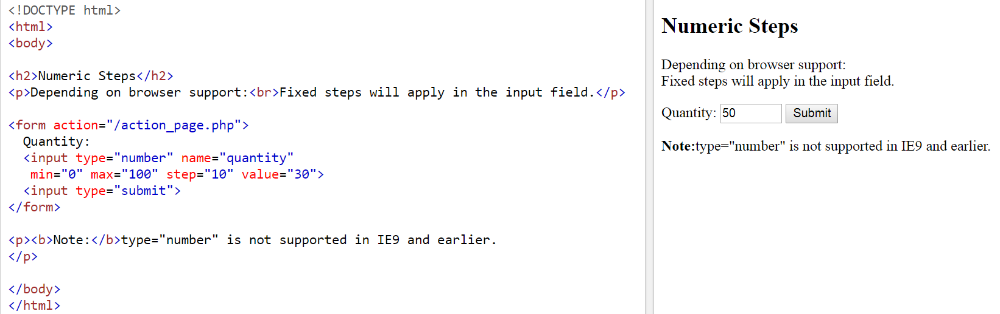 <!DOCTYPE html>
<html>
<body>

<h2>Numeric Steps</h2>
<p>Depending on browser support:<br>Fixed steps will apply in the input field.</p>

<form action="/action_page.php">
  Quantity:
  <input type="number" name="quantity"
   min="0" max="100" step="10" value="30">
  <input type="submit">
</form>

<p><b>Note:</b>type="number" is not supported in IE9 and earlier.
</p>

</body>
</html>

Numeric Steps
Depending on browser support:
Fixed steps will apply in the input field.
Quantity: 50 Submit
Note:type="number" is not supported in IE9 and earlier.